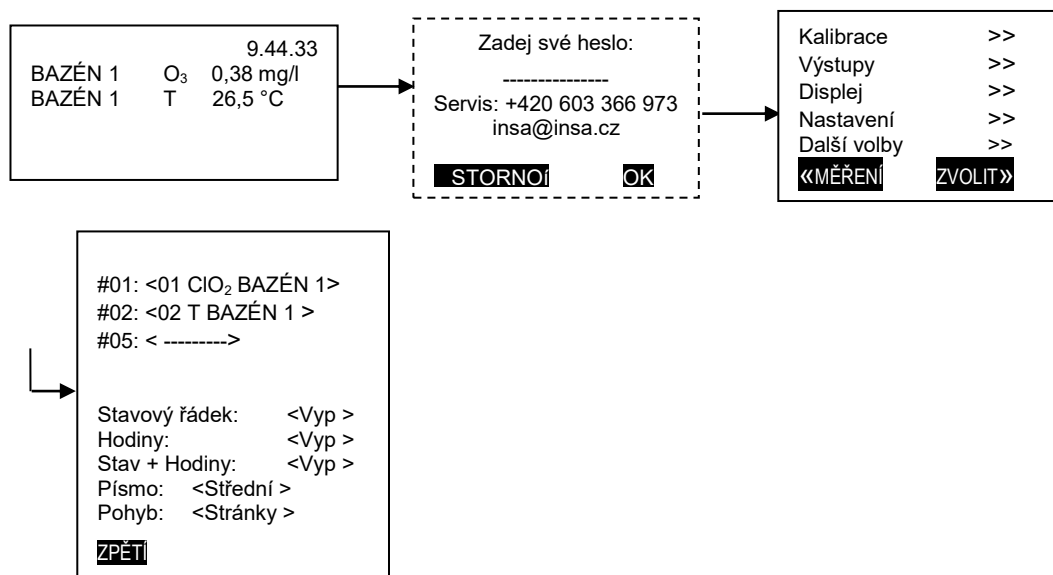 9.44.33
BAZÉN 1 O₃ 0,38 mg/l
BAZÉN 1 T 26,5 °C
Zadej své heslo:
---------------
Servis: +420 603 366 973
insa@insa.cz
STORNOí OK
Kalibrace >>
Výstupy >>
Displej >>
Nastavení >>
Další volby >>
«MĚŘENÍ ZVOLIT»
#01: <01 ClO₂ BAZÉN 1>
#02: <02 T BAZÉN 1 >
#05: < --------->
Stavový řádek: <Vyp >
Hodiny: <Vyp >
Stav + Hodiny: <Vyp >
Písmo: <Střední >
Pohyb: <Stránky >
ZPĚTÍ